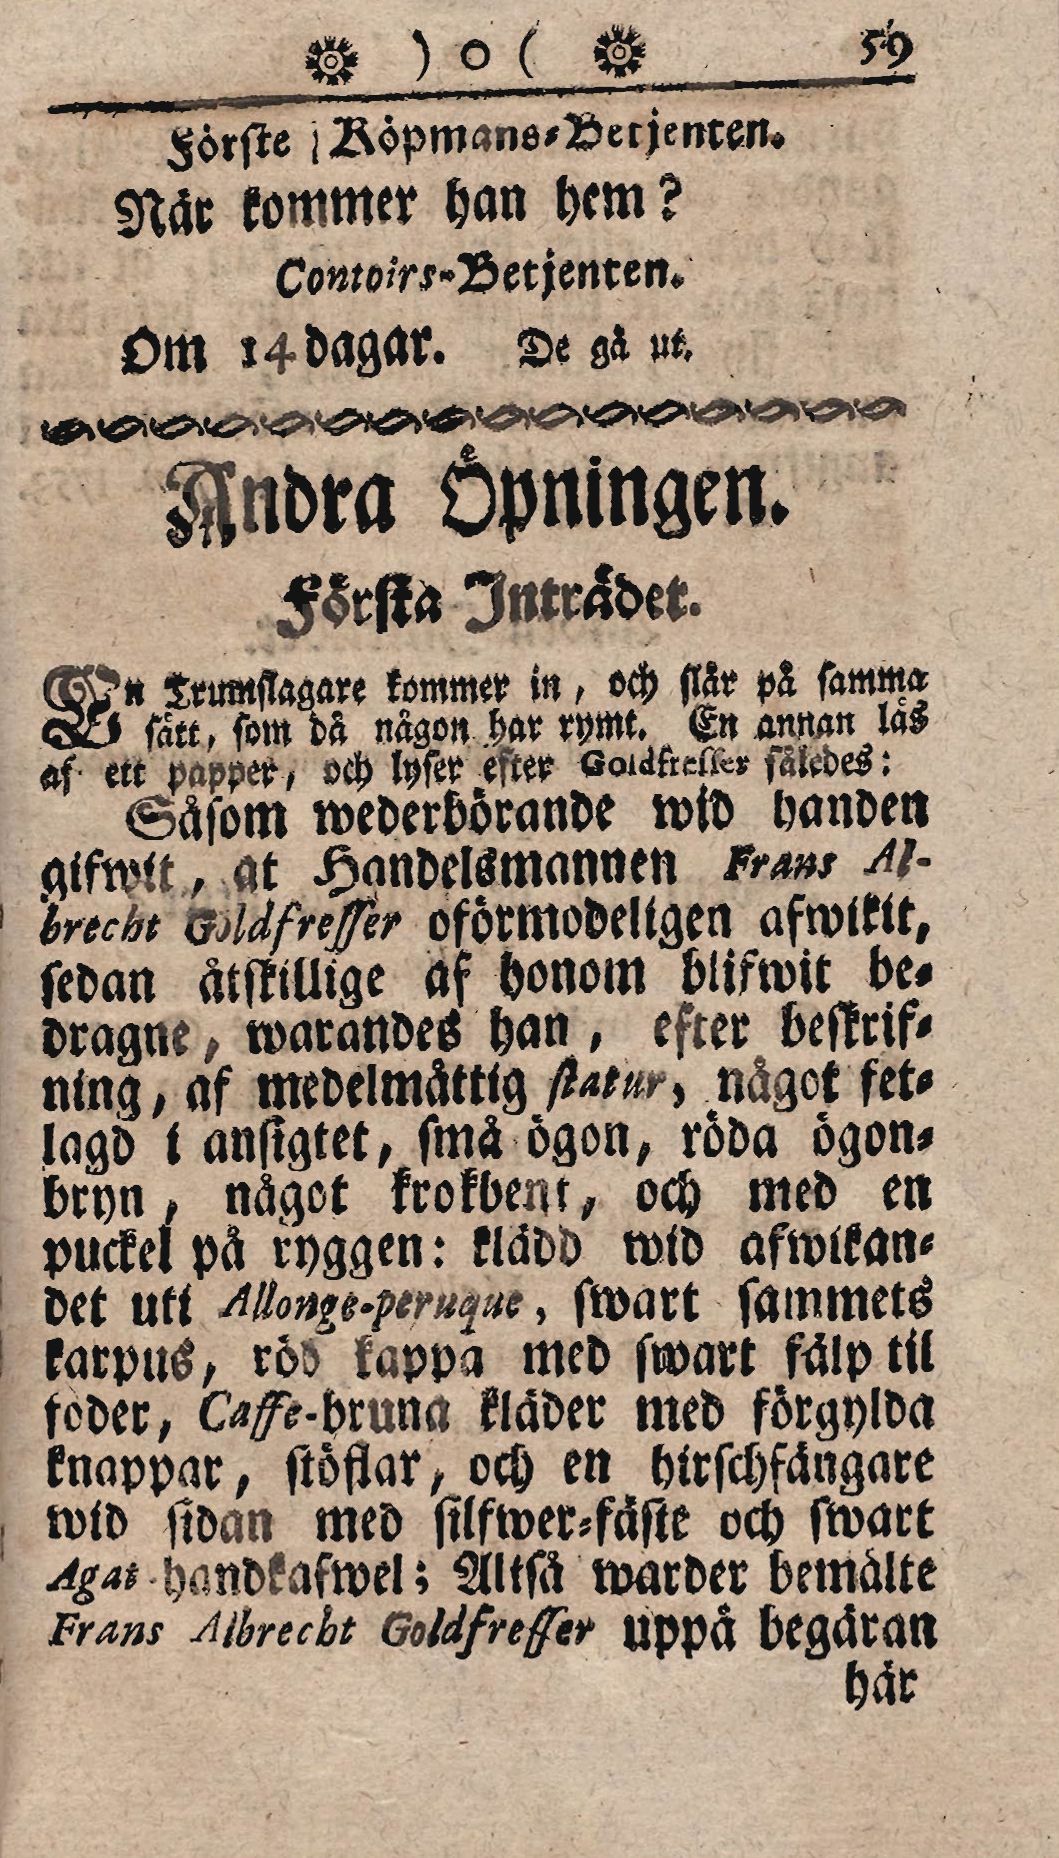 ) o ( 59
Förste Köpmans-Betjenten.
När kommer han hem?
Contoirs-Betjenten.
Om 14 dagar. De gå ut.
Andra Öpningen.
Första Inträdet.
En Trumslagare kommer in, och slår på samma
sätt, som då någon har rymt. En annan läs
af ett papper, och lyser efter Goldfresser således:
Såsom wederbörande wid handen
gifwit, at Handelsmannen Frans Al-
brecht Goldfresser oförmodeligen afwikit,
sedan åtskillige af honom blifwit be-
dragne, warandes han, efter beskrif-
ning, af medelmåttig statur, något fet-
lagd i ansigtet, små ögon, röda ögon-
bryn, något krokbent, och med en
puckel på ryggen: klädd wid afwikan-
det uti Allonge-peruque, swart sammets
karpus, röd kappa med swart fälp til
foder, Caffe-bruna kläder med förgylda
knappar, stöflar, och en hirschfängare
wid sidan med silfwer-fäste och swart
Agat handkafwel; Altså warder bemälte
Frans Albrecht Goldfresser uppå begäran
här